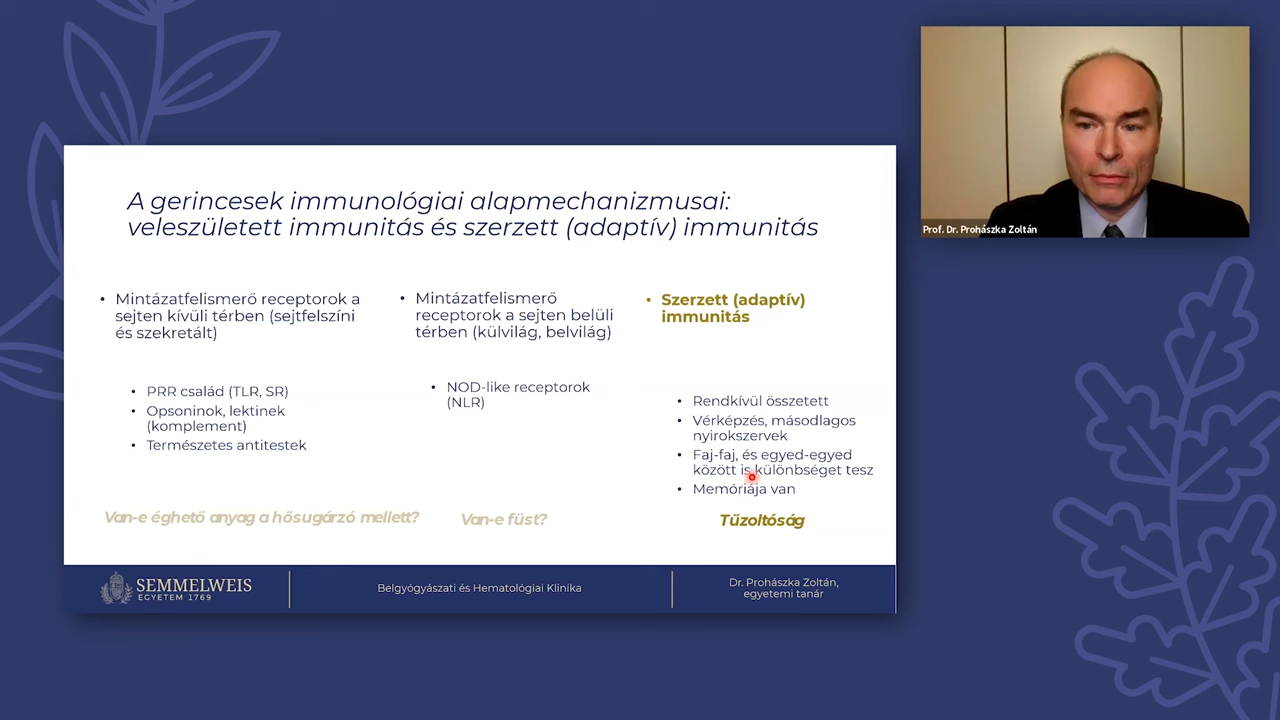 A gerincesek immunológiai alapmechanizmusai:
veleszületett immunitás és szerzett (adaptív) immunitás
• Mintázatfelismerő receptorok a
sejten kívüli térben (sejtfelszíni
és szekretált)
• PRR család (TLR, SR)
• Opsoninok, lektinek
(komplement)
• Természetes antitestek
Van-e éghető anyag a hősugárzó mellett?
• Mintázatfelismerő
receptorok a sejten belüli
térben (külvilág, belvilág)
• NOD-like receptorok
(NLR)
Van-e füst?
• Szerzett (adaptív)
immunitás
• Rendkívül összetett
• Vérképzés, másodlagos
nyirokszervek
• Faj-faj, és egyed-egyed
között is különbséget tesz
• Memóriája van
Tűzoltóság
SEMMELWEIS
EGYETEM 1769
Belgyógyászati és Hematológiai Klinika
Dr. Prohászka Zoltán,
egyetemi tanár
Prof. Dr. Prohászka Zoltán